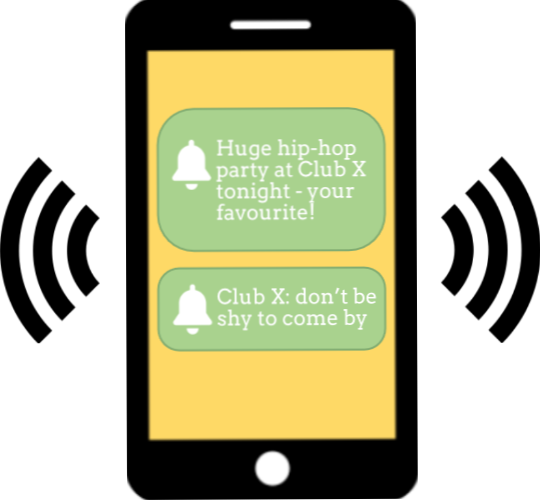 Huge hip-hop
party at Club X
tonight - your
favourite!
Club X: don't be
shy to come by